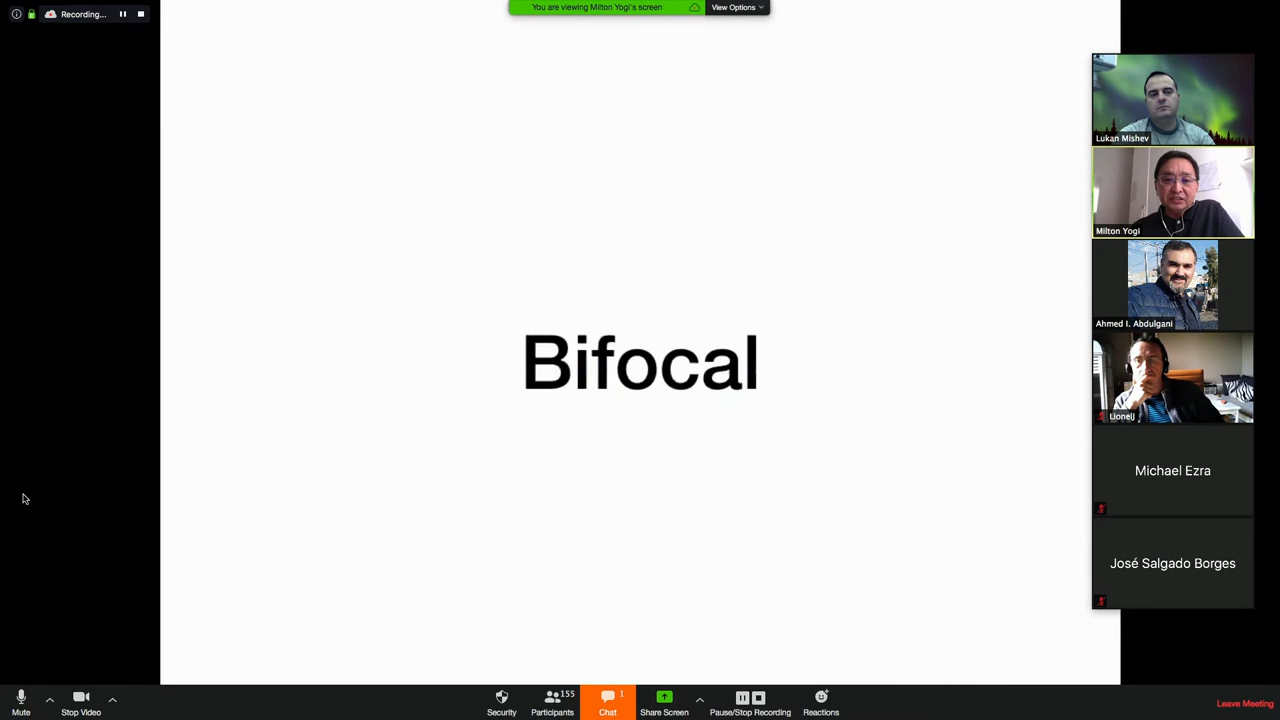 Recording...
You are viewing Milton Yogi's screen
View Options
Lukan Mishev
Milton Yogi
Ahmed I. Abdulgani
LionelJ
Michael Ezra
José Salgado Borges
Bifocal
Mute
Stop Video
Security
155
Participants
1
Chat
Share Screen
Pause/Stop Recording
Reactions
Leave Meeting